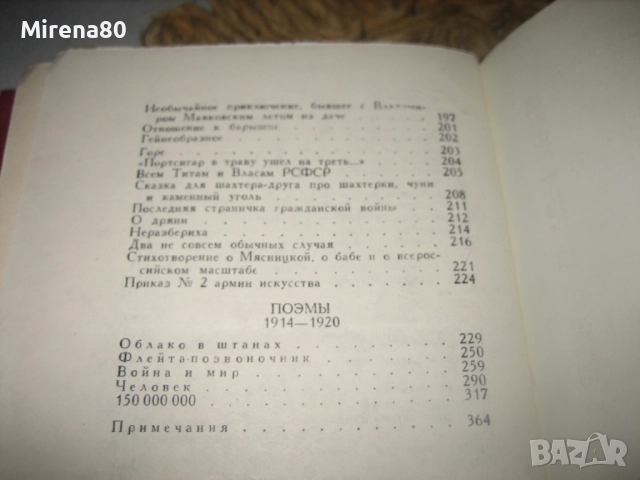 Mirena80
Необычайное приключение, бывшее с Владими-
ром Маяковским летом на даче . . . . 197
Отношение к барышне . . . . . . . 201
Гейнеобразное . . . . . . . . 202
Горе . . . . . . . . . . 203
«Портсигар в траву ушел на треть...» . . . . 204
Всем Титам и Власам РСФСР . . . . . 205
Сказка для шахтера-друга про шахтерки, чуни
и каменный уголь . . . . . . . 208
Последняя страничка гражданской войны . . . 211
О дряни . . . . . . . . . 212
Неразбериха . . . . . . . . 214
Два не совсем обычных случая . . . . . 216
Стихотворение о Мясницкой, о бабе и о всерос-
сийском масштабе . . . . . . . 221
Приказ № 2 армии искусства . . . . . 224
ПОЭМЫ
1914—1920
Облако в штанах . . . . . . . . 229
Флейта-позвоночник . . . . . . . 250
Война и мир . . . . . . . . . 259
Человек . . . . . . . . . . 290
150 000 000 . . . . . . . . . 317
Примечания . . . . . . . . . 364
BAZAR